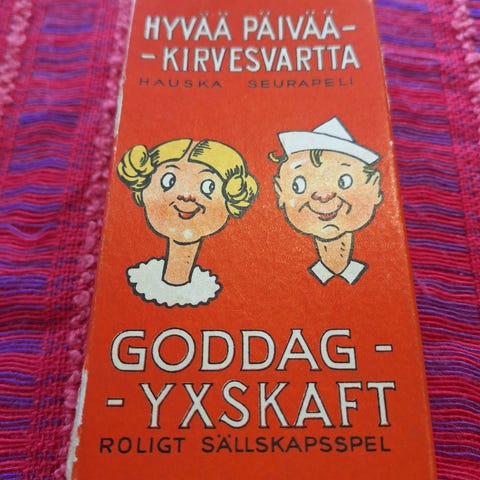 HYVÄÄ PÄIVÄÄ-
-KIRVESVARTTA
HAUSKA SEURAPELI
GODDAG-
-YXSKAFT
ROLIGT SÄLLSKAPSSPEL